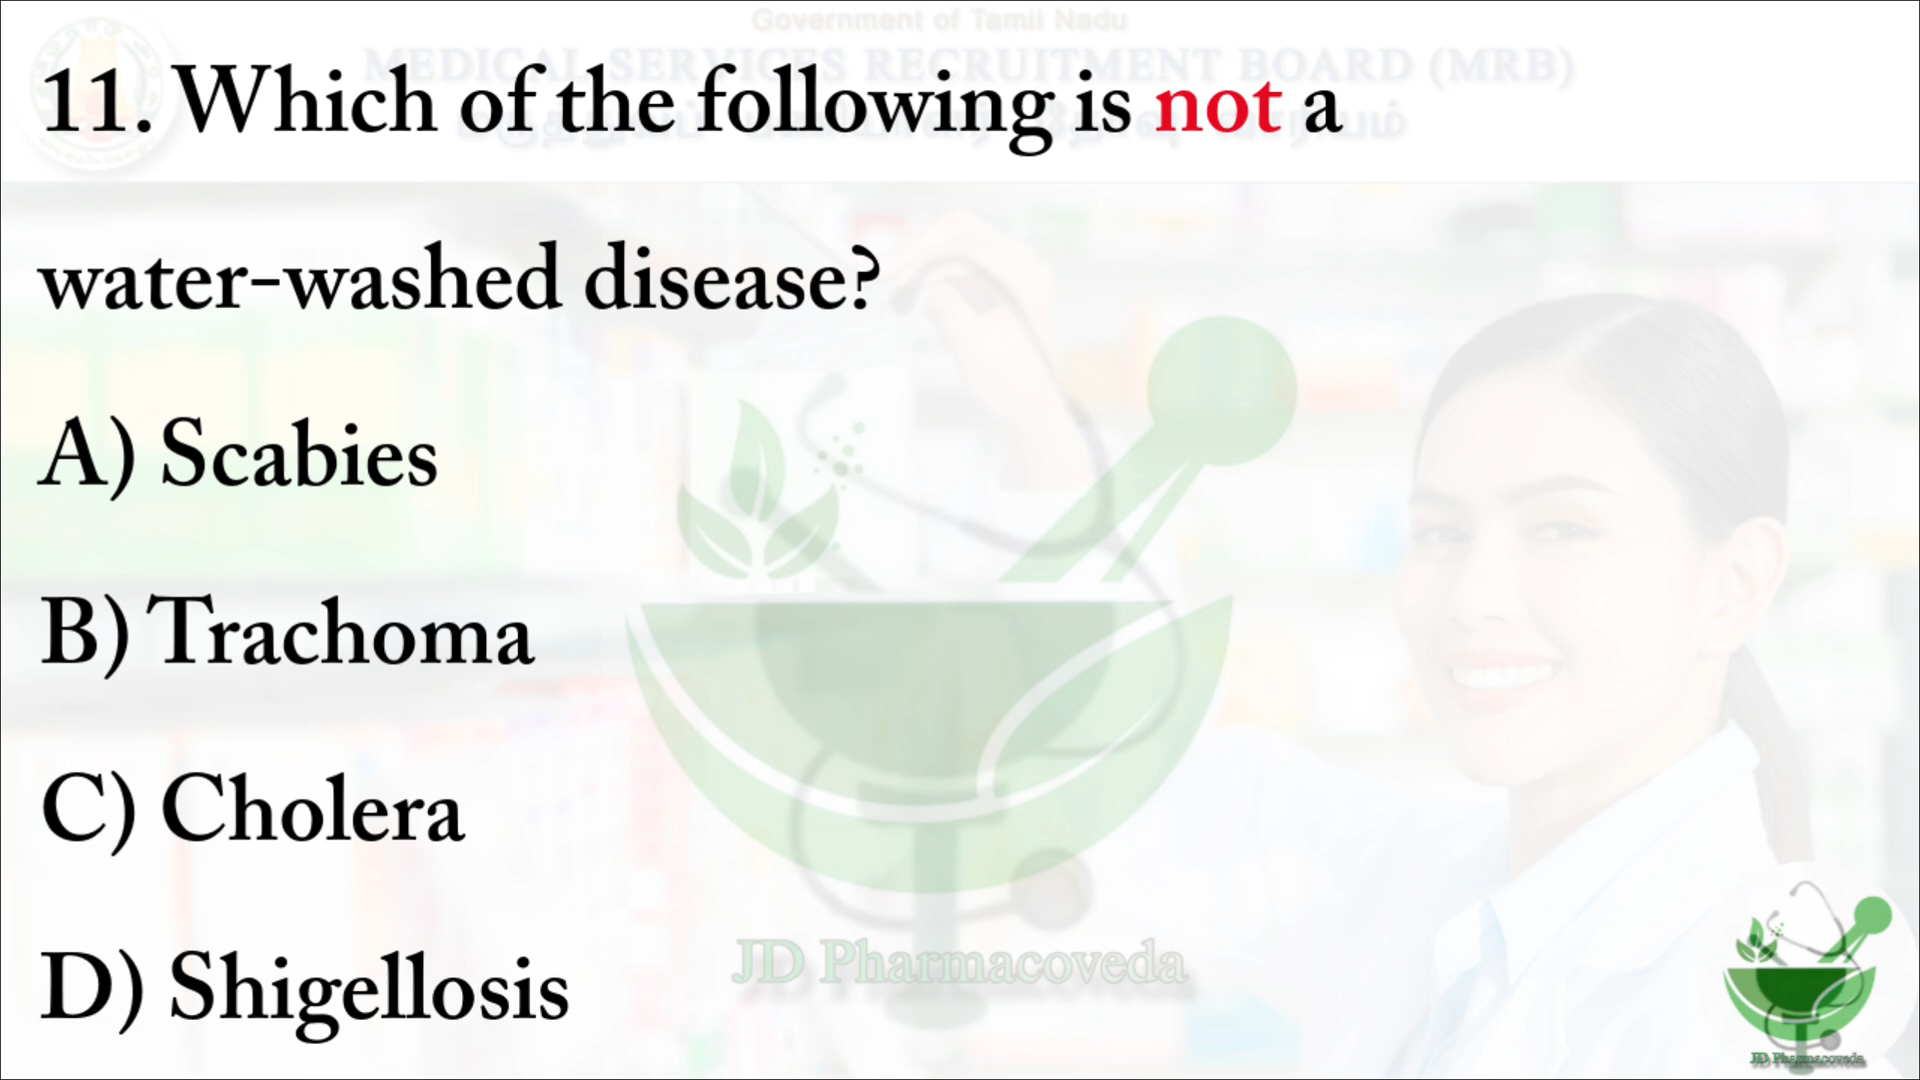 Government of Tamil Nadu
MEDICAL SERVICES RECRUITMENT BOARD (MRB)
11. Which of the following is not a
water-washed disease?
A) Scabies
B) Trachoma
C) Cholera
D) Shigellosis
JD Pharmacoveda
JD Pharmacoveda